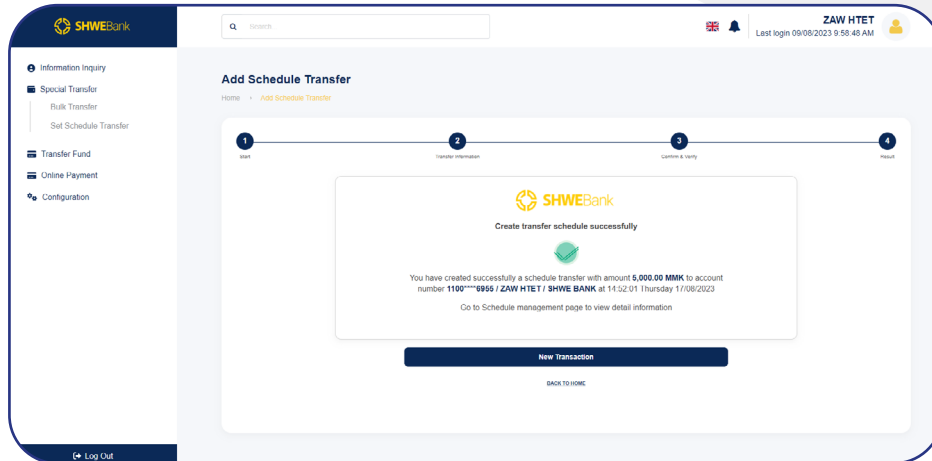 SHWEBank
Search
ZAW HTET
Last login 09/08/2023 9:58:48 AM
Information Inquiry
Special Transfer
Bulk Transfer
Set Schedule Transfer
Transfer Fund
Online Payment
Configuration
Log Out
Add Schedule Transfer
Home › Add Schedule Transfer
1 2 3 4
Start Transfer Information Confirm & Verify Result
SHWEBank
Create transfer schedule successfully
You have created successfully a schedule transfer with amount 5,000.00 MMK to account
number 1100****6955 / ZAW HTET / SHWE BANK at 14:52:01 Thursday 17/08/2023
Go to Schedule management page to view detail information
New Transaction
BACK TO HOME